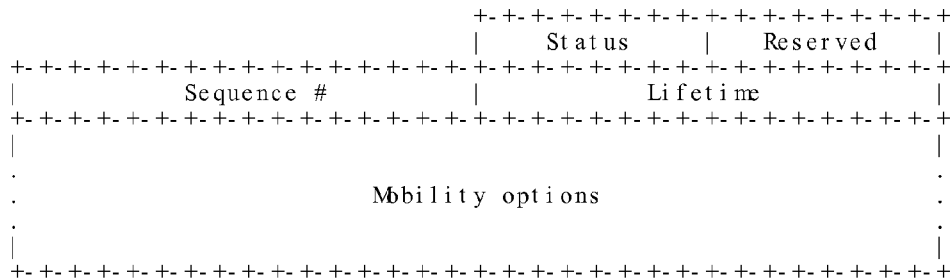 +-+-+-+-+-+-+-+-+-+-+-+-+-+-+-+-+
| Status | Reserved |
+-+-+-+-+-+-+-+-+-+-+-+-+-+-+-+-+-+-+-+-+-+-+-+-+-+-+-+-+-+-+-+-+
| Sequence # | Lifetime |
+-+-+-+-+-+-+-+-+-+-+-+-+-+-+-+-+-+-+-+-+-+-+-+-+-+-+-+-+-+-+-+-+
| |
. .
. Mobility options .
. .
| |
+-+-+-+-+-+-+-+-+-+-+-+-+-+-+-+-+-+-+-+-+-+-+-+-+-+-+-+-+-+-+-+-+